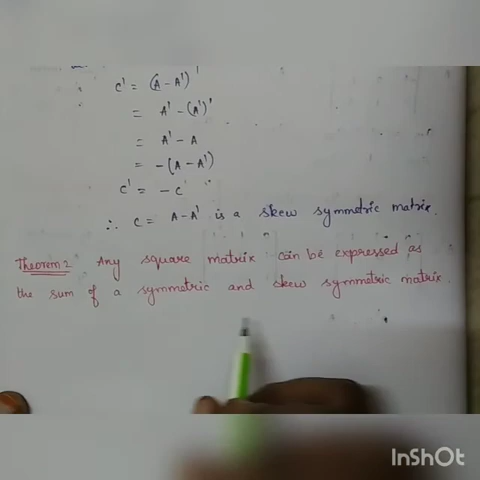 ∴ C' = (A - A')'
= A' - (A')'
= A' - A
= -(A - A')
C' = - C
∴ C = A - A' is a skew symmetric matrix.
Theorem 2 Any square matrix can be expressed as
the sum of a symmetric and skew symmetric matrix.
InShOt